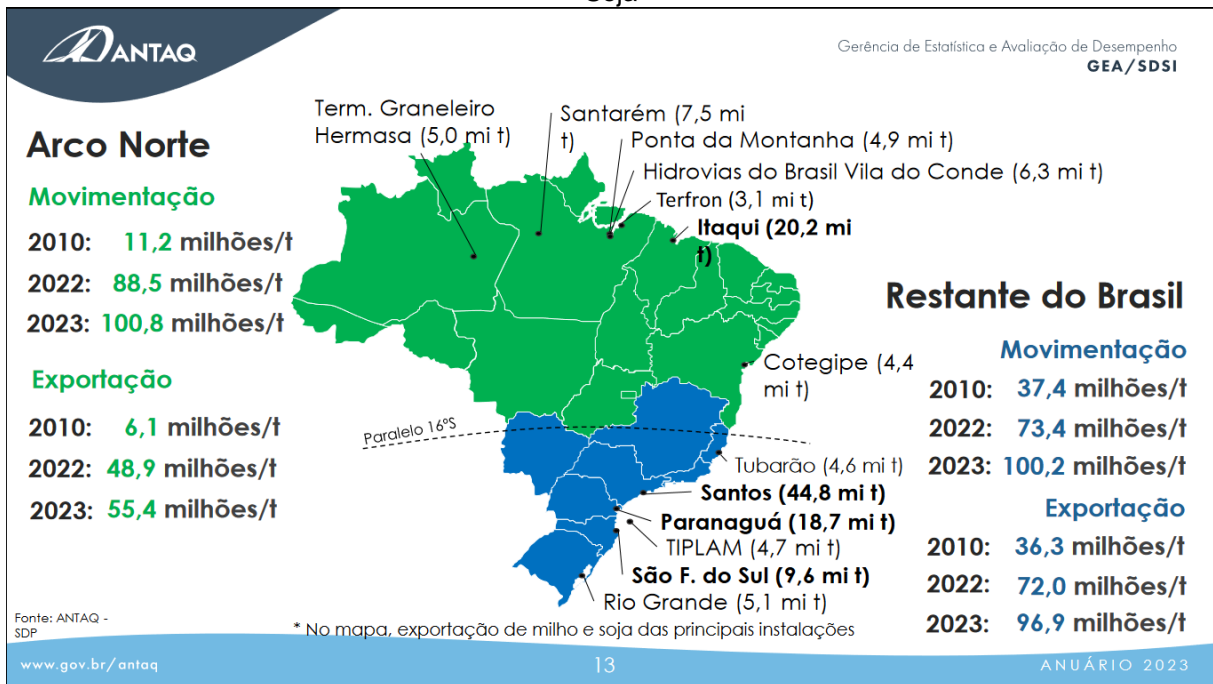 Soja
ANTAQ
Gerência de Estatística e Avaliação de Desempenho
GEA/SDSI
Arco Norte
Movimentação
2010: 11,2 milhões/t
2022: 88,5 milhões/t
2023: 100,8 milhões/t
Exportação
2010: 6,1 milhões/t
2022: 48,9 milhões/t
2023: 55,4 milhões/t
Term. Graneleiro
Hermasa (5,0 mi t)
Santarém (7,5 mi
t)
Ponta da Montanha (4,9 mi t)
Hidrovias do Brasil Vila do Conde (6,3 mi t)
Terfron (3,1 mi t)
Itaqui (20,2 mi
t)
Cotegipe (4,4
mi t)
Paralelo 16ºS
Tubarão (4,6 mi t)
Santos (44,8 mi t)
Paranaguá (18,7 mi t)
TIPLAM (4,7 mi t)
São F. do Sul (9,6 mi t)
Rio Grande (5,1 mi t)
Restante do Brasil
Movimentação
2010: 37,4 milhões/t
2022: 73,4 milhões/t
2023: 100,2 milhões/t
Exportação
2010: 36,3 milhões/t
2022: 72,0 milhões/t
2023: 96,9 milhões/t
Fonte: ANTAQ -
SDP
* No mapa, exportação de milho e soja das principais instalações
www.gov.br/antaq
13
ANUÁRIO 2023